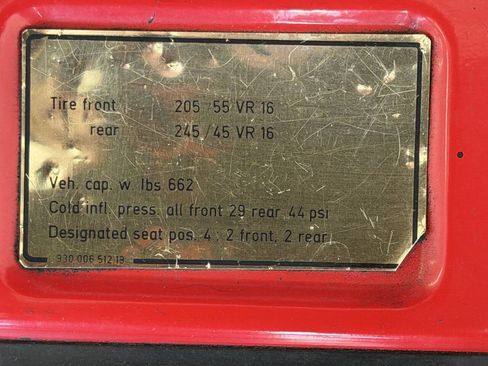 Tire front 205/55 VR 16
rear 245/45 VR 16
Veh. cap. w lbs 662
Cold infl. press. all front 29 rear 44 psi
Designated seat pos. 4 : 2 front, 2 rear
930 006 512 18